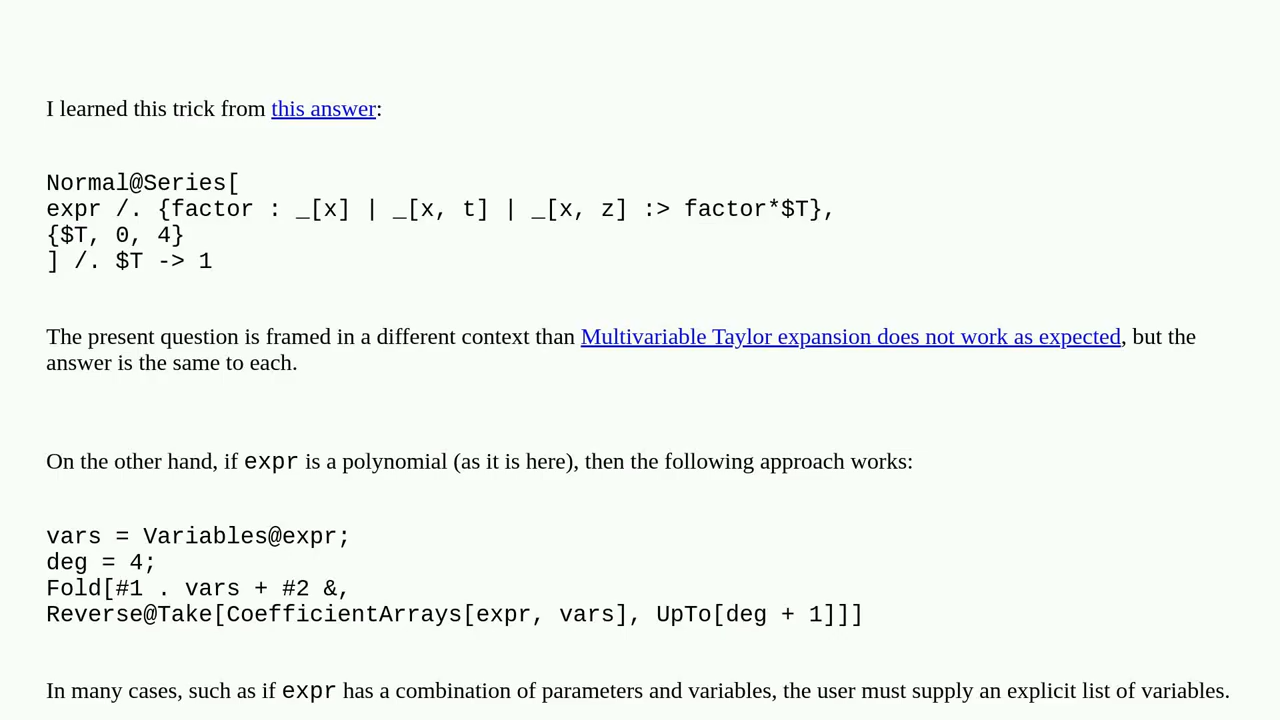 I learned this trick from this answer:
Normal@Series[
expr /. {factor : _[x] | _[x, t] | _[x, z] :> factor*$T},
{$T, 0, 4}
] /. $T -> 1
The present question is framed in a different context than Multivariable Taylor expansion does not work as expected, but the
answer is the same to each.
On the other hand, if expr is a polynomial (as it is here), then the following approach works:
vars = Variables@expr;
deg = 4;
Fold[#1 . vars + #2 &,
Reverse@Take[CoefficientArrays[expr, vars], UpTo[deg + 1]]]
In many cases, such as if expr has a combination of parameters and variables, the user must supply an explicit list of variables.